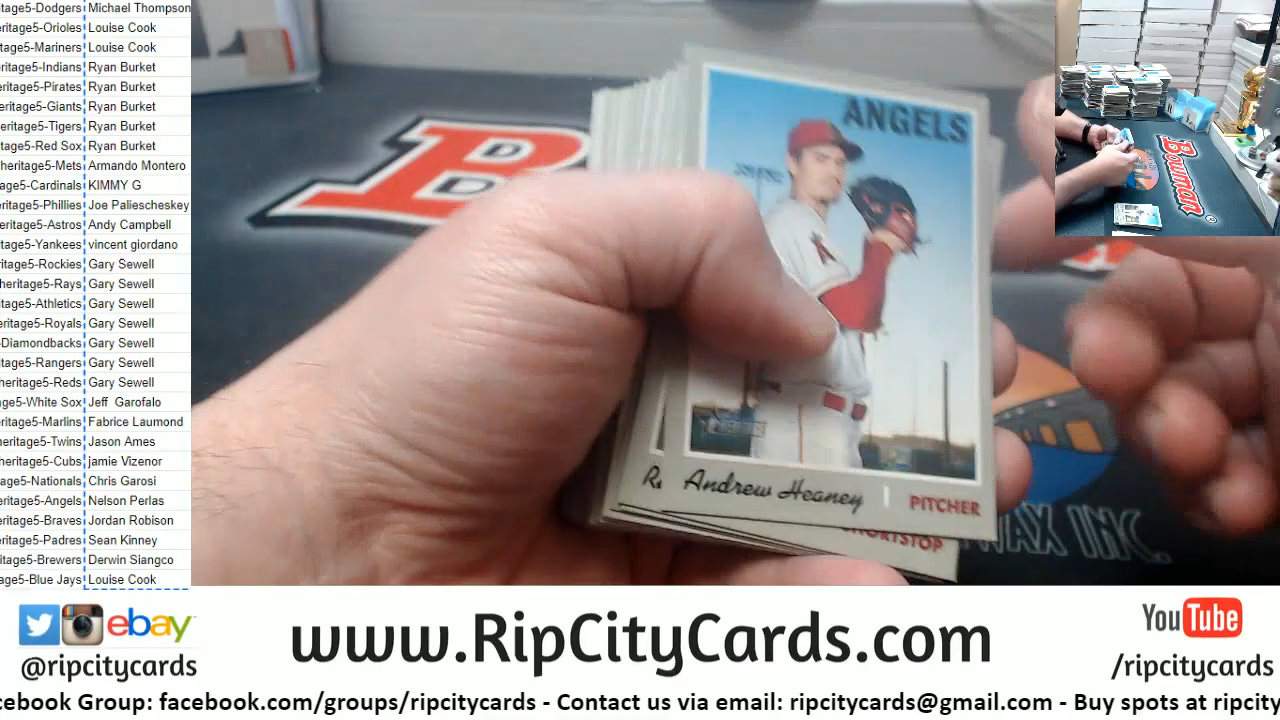 tage5-Dodgers Michael Thompson
eritage5-Orioles Louise Cook
tage5-Mariners Louise Cook
eritage5-Indians Ryan Burket
eritage5-Pirates Ryan Burket
eritage5-Giants Ryan Burket
eritage5-Tigers Ryan Burket
itage5-Red Sox Ryan Burket
heritage5-Mets Armando Montero
age5-Cardinals KIMMY G
eritage5-Phillies Joe Paliescheskey
eritage5-Astros Andy Campbell
itage5-Yankees vincent giordano
ritage5-Rockies Gary Sewell
heritage5-Rays Gary Sewell
ritage5-Athletics Gary Sewell
eritage5-Royals Gary Sewell
-Diamondbacks Gary Sewell
itage5-Rangers Gary Sewell
heritage5-Reds Gary Sewell
age5-White Sox Jeff Garofalo
itage5-Marlins Fabrice Laumond
heritage5-Twins Jason Ames
heritage5-Cubs jamie Vizenor
age5-Nationals Chris Garosi
eritage5-Angels Nelson Perlas
eritage5-Braves Jordan Robison
eritage5-Padres Sean Kinney
itage5-Brewers Derwin Siangco
tage5-Blue Jays Louise Cook
B
ANGELS
Andrew Heaney
PITCHER
SHORTSTOP
WAX INC.
Bowman
ebay
@ripcitycards
www.RipCityCards.com
YouTube
/ripcitycards
cebook Group: facebook.com/groups/ripcitycards - Contact us via email: ripcitycards@gmail.com - Buy spots at ripcity